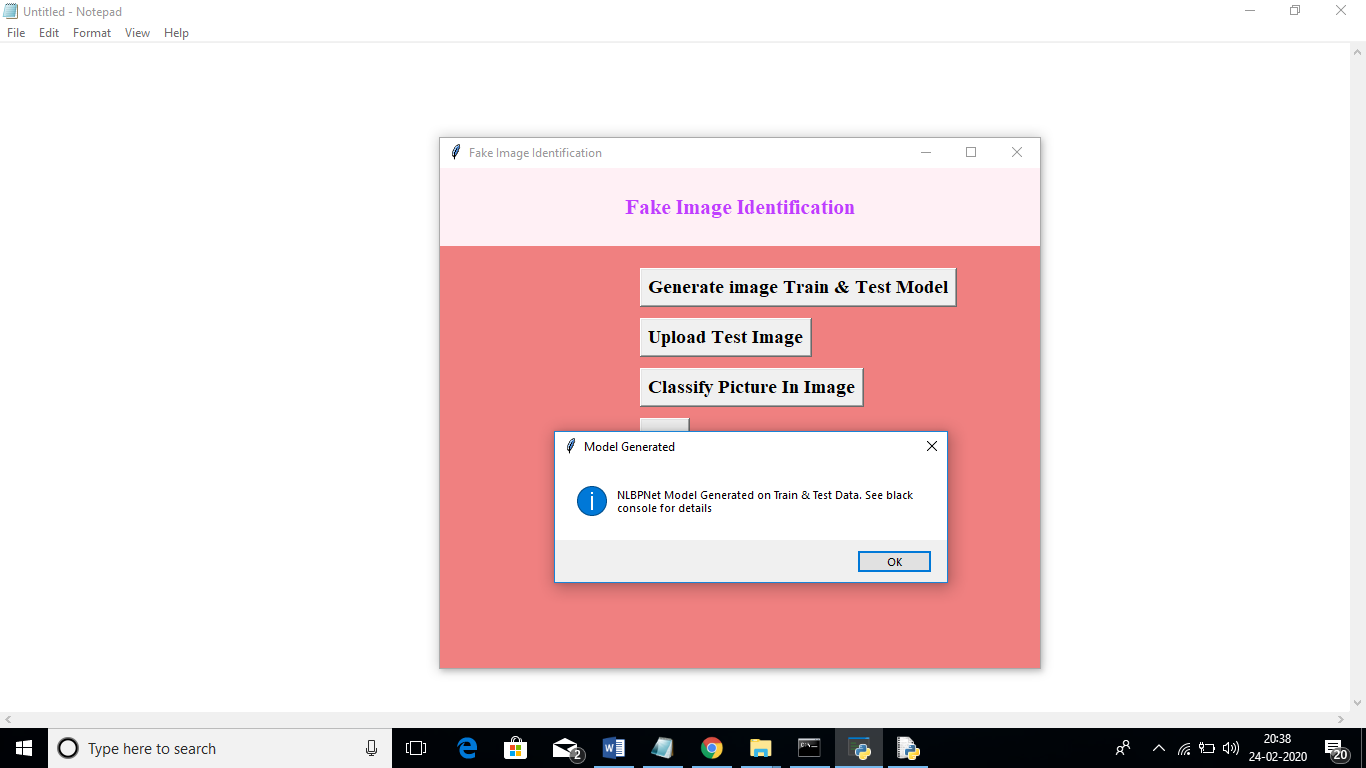 Untitled - Notepad
File Edit Format View Help
Fake Image Identification
Fake Image Identification
Generate image Train & Test Model
Upload Test Image
Classify Picture In Image
Model Generated
NLBPNet Model Generated on Train & Test Data. See black
console for details
OK
Type here to search
2
20:38
24-02-2020
20